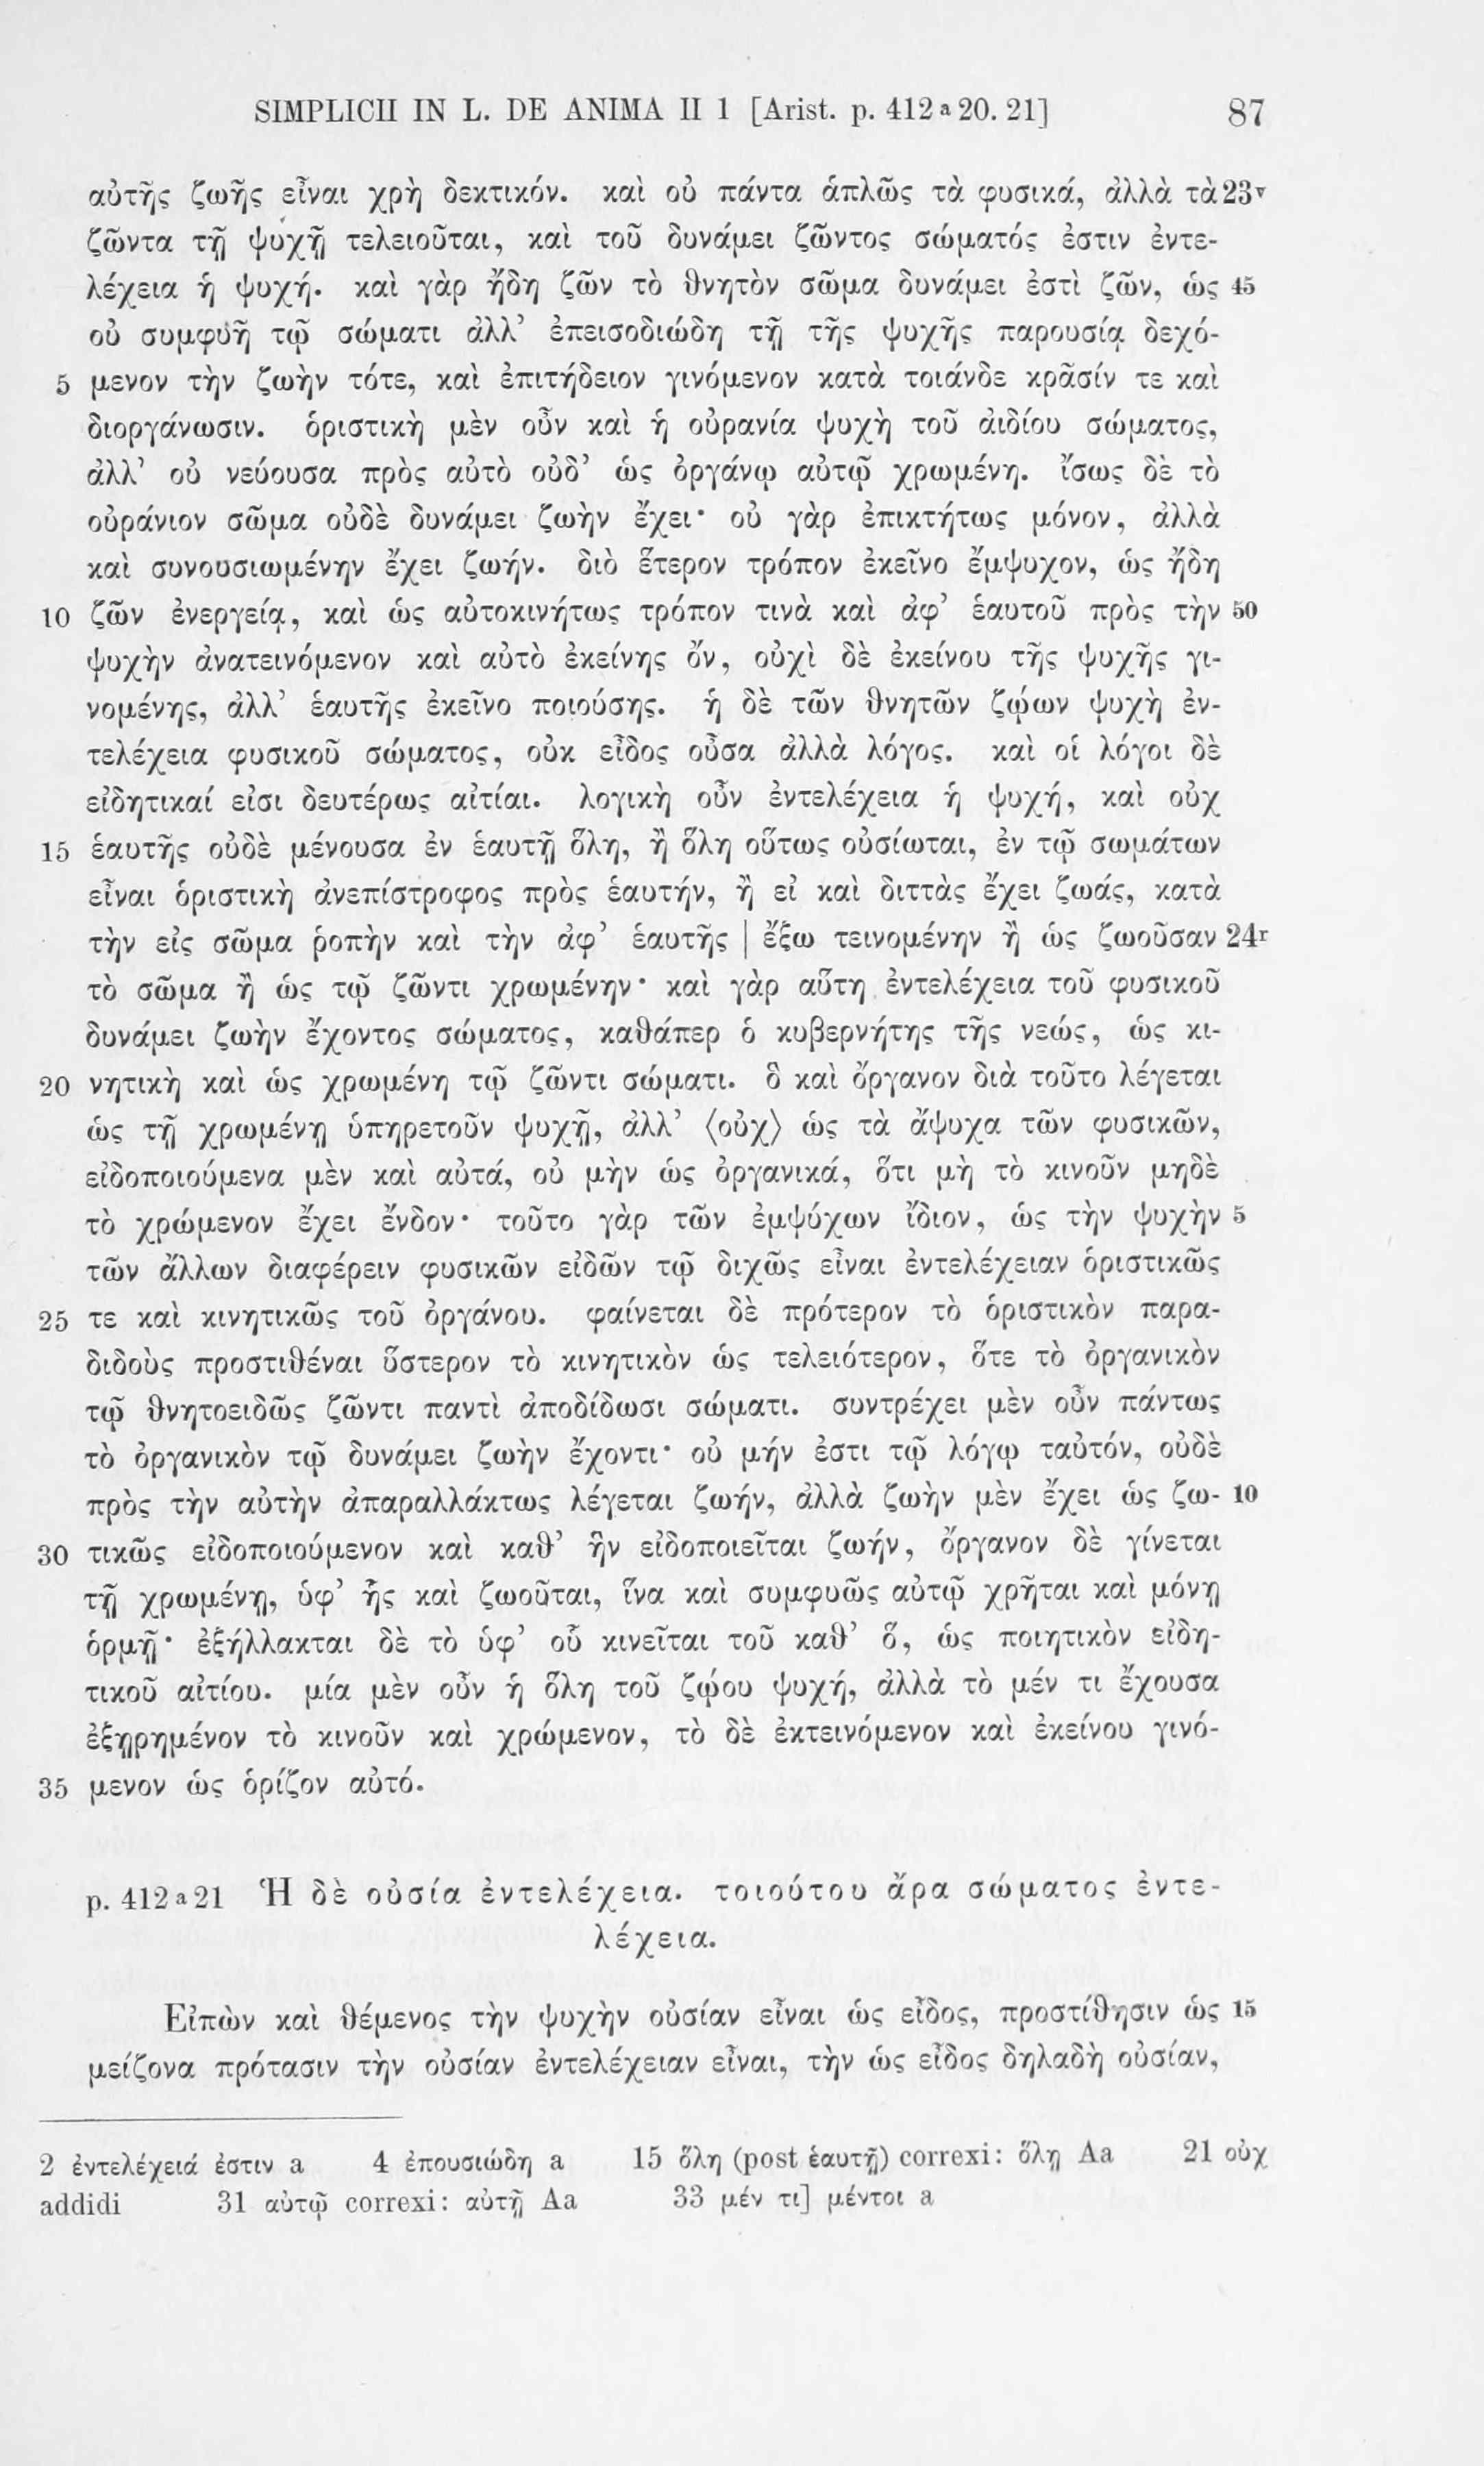 SIMPLICII IN L. DE ANIMA II 1 [Arist. p. 412 a 20. 21] 87
αὐτῆς ζωῆς εἶναι χρὴ δεκτικόν. καὶ οὐ πάντα ἁπλῶς τὰ φυσικά, ἀλλὰ τὰ 23v
ζῶντα τῇ ψυχῇ τελειοῦται, καὶ τοῦ δυνάμει ζῶντος σώματός ἐστιν ἐντε-
λέχεια ἡ ψυχή. καὶ γὰρ ἤδη ζῶν τὸ θνητὸν σῶμα δυνάμει ἐστὶ ζῶν, ὡς 45
οὐ συμφυῆ τῷ σώματι ἀλλ’ ἐπεισοδιώδη τῇ τῆς ψυχῆς παρουσίᾳ δεχό-
5 μενον τὴν ζωὴν τότε, καὶ ἐπιτήδειον γινόμενον κατὰ τοιάνδε κρᾶσίν τε καὶ
διοργάνωσιν. ὁριστικὴ μὲν οὖν καὶ ἡ οὐρανία ψυχὴ τοῦ ἀιδίου σώματος,
ἀλλ’ οὐ νεύουσα πρὸς αὐτὸ οὐδ’ ὡς ὀργάνῳ αὐτῷ χρωμένη. ἴσως δὲ τὸ
οὐράνιον σῶμα οὐδὲ δυνάμει ζωὴν ἔχει· οὐ γὰρ ἐπικτήτως μόνον, ἀλλὰ
καὶ συνουσιωμένην ἔχει ζωήν. διὸ ἕτερον τρόπον ἐκεῖνο ἔμψυχον, ὡς ἤδη
10 ζῶν ἐνεργείᾳ, καὶ ὡς αὐτοκινήτως τρόπον τινὰ καὶ ἀφ’ ἑαυτοῦ πρὸς τὴν 50
ψυχὴν ἀνατεινόμενον καὶ αὐτὸ ἐκείνης ὄν, οὐχὶ δὲ ἐκείνου τῆς ψυχῆς γι-
νομένης, ἀλλ’ ἑαυτῆς ἐκεῖνο ποιούσης. ἡ δὲ τῶν θνητῶν ζῴων ψυχὴ ἐν-
τελέχεια φυσικοῦ σώματος, οὐκ εἶδος οὖσα ἀλλὰ λόγος. καὶ οἱ λόγοι δὲ
εἰδητικαί εἰσι δευτέρως αἰτίαι. λογικὴ οὖν ἐντελέχεια ἡ ψυχή, καὶ οὐχ
15 ἑαυτῆς οὐδὲ μένουσα ἐν ἑαυτῇ ὅλη, ἢ ὅλη οὕτως οὐσίωται, ἐν τῷ σωμάτων
εἶναι ὁριστικὴ ἀνεπίστροφος πρὸς ἑαυτήν, ἢ εἰ καὶ διττὰς ἔχει ζωάς, κατὰ
τὴν εἰς σῶμα ῥοπὴν καὶ τὴν ἀφ’ ἑαυτῆς | ἔξω τεινομένην ἢ ὡς ζωοῦσαν 24r
τὸ σῶμα ἢ ὡς τῷ ζῶντι χρωμένην· καὶ γὰρ αὕτη ἐντελέχεια τοῦ φυσικοῦ
δυνάμει ζωὴν ἔχοντος σώματος, καθάπερ ὁ κυβερνήτης τῆς νεώς, ὡς κι-
20 νητικὴ καὶ ὡς χρωμένη τῷ ζῶντι σώματι. ὃ καὶ ὄργανον διὰ τοῦτο λέγεται
ὡς τῇ χρωμένῃ ὑπηρετοῦν ψυχῇ, ἀλλ’ ⟨οὐχ⟩ ὡς τὰ ἄψυχα τῶν φυσικῶν,
εἰδοποιούμενα μὲν καὶ αὐτά, οὐ μὴν ὡς ὀργανικά, ὅτι μὴ τὸ κινοῦν μηδὲ
τὸ χρώμενον ἔχει ἔνδον· τοῦτο γὰρ τῶν ἐμψύχων ἴδιον, ὡς τὴν ψυχὴν 5
τῶν ἄλλων διαφέρειν φυσικῶν εἰδῶν τῷ διχῶς εἶναι ἐντελέχειαν ὁριστικῶς
25 τε καὶ κινητικῶς τοῦ ὀργάνου. φαίνεται δὲ πρότερον τὸ ὁριστικὸν παρα-
διδοὺς προστιθέναι ὕστερον τὸ κινητικὸν ὡς τελειότερον, ὅτε τὸ ὀργανικὸν
τῷ θνητοειδῶς ζῶντι παντὶ ἀποδίδωσι σώματι. συντρέχει μὲν οὖν πάντως
τὸ ὀργανικὸν τῷ δυνάμει ζωὴν ἔχοντι· οὐ μήν ἐστι τῷ λόγῳ ταὐτόν, οὐδὲ
πρὸς τὴν αὐτὴν ἀπαραλλάκτως λέγεται ζωήν, ἀλλὰ ζωὴν μὲν ἔχει ὡς ζω- 10
30 τικῶς εἰδοποιούμενον καὶ καθ’ ἣν εἰδοποιεῖται ζωήν, ὄργανον δὲ γίνεται
τῇ χρωμένῃ, ὑφ’ ἧς καὶ ζωοῦται, ἵνα καὶ συμφυῶς αὐτῷ χρῆται καὶ μόνῃ
ὁρμῇ· ἐξήλλακται δὲ τὸ ὑφ’ οὗ κινεῖται τοῦ καθ’ ὅ, ὡς ποιητικὸν εἰδη-
τικοῦ αἰτίου. μία μὲν οὖν ἡ ὅλη τοῦ ζῴου ψυχή, ἀλλὰ τὸ μέν τι ἔχουσα
ἐξῃρημένον τὸ κινοῦν καὶ χρώμενον, τὸ δὲ ἐκτεινόμενον καὶ ἐκείνου γινό-
35 μενον ὡς ὁρίζον αὐτό.
p. 412 a 21 Ἡ δὲ οὐσία ἐντελέχεια. τοιούτου ἄρα σώματος ἐντε-
λέχεια.
Εἰπὼν καὶ θέμενος τὴν ψυχὴν οὐσίαν εἶναι ὡς εἶδος, προστίθησιν ὡς 15
μείζονα πρότασιν τὴν οὐσίαν ἐντελέχειαν εἶναι, τὴν ὡς εἶδος δηλαδὴ οὐσίαν,
2 ἐντελέχειά ἐστιν a 4 ἐπουσιώδη a 15 ὅλη (post ἑαυτῇ) correxi: ὅλῃ Aa 21 οὐχ
addidi 31 αὐτῷ correxi: αὐτῇ Aa 33 μέν τι] μέντοι a